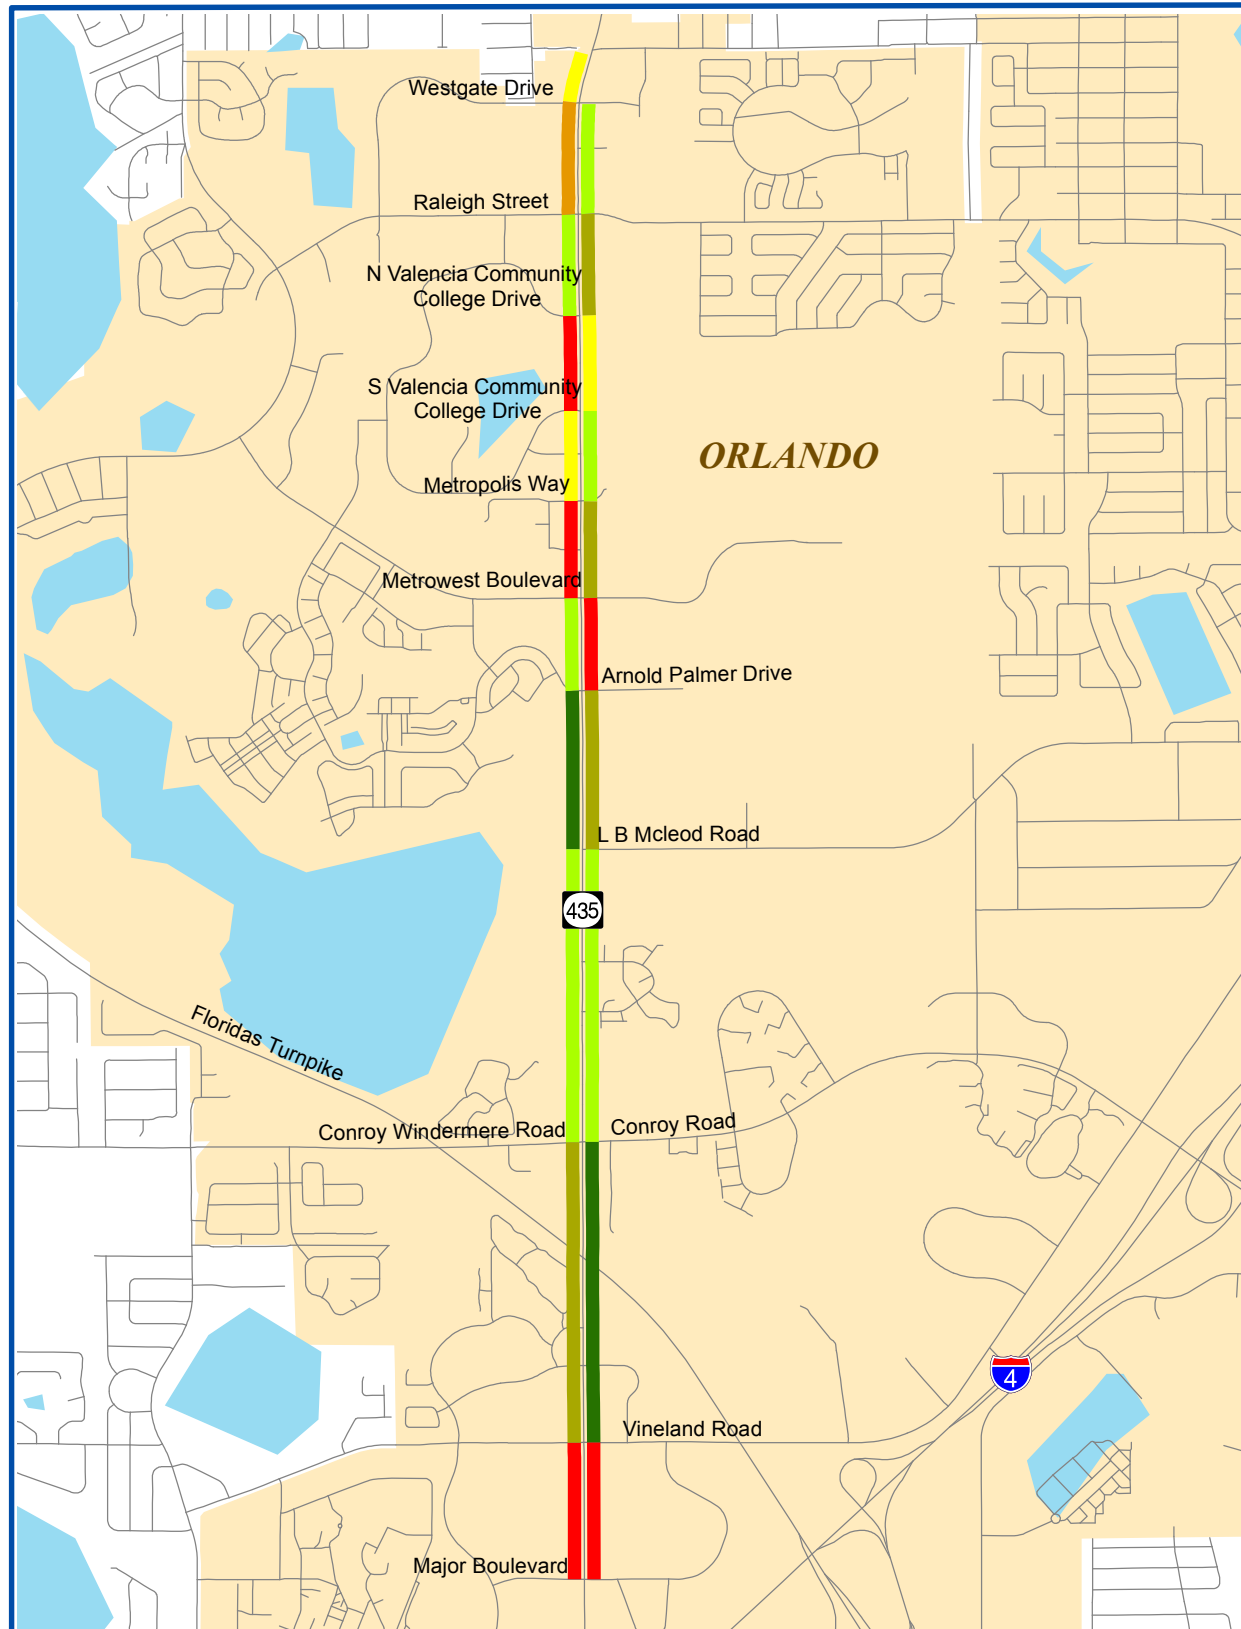 Westgate Drive
Raleigh Street
N Valencia Community
College Drive
S Valencia Community
College Drive
ORLANDO
Metropolis Way
Metrowest Boulevard
Arnold Palmer Drive
L B Mcleod Road
435
Floridas Turnpike
Conroy Windermere Road
Conroy Road
4
Vineland Road
Major Boulevard